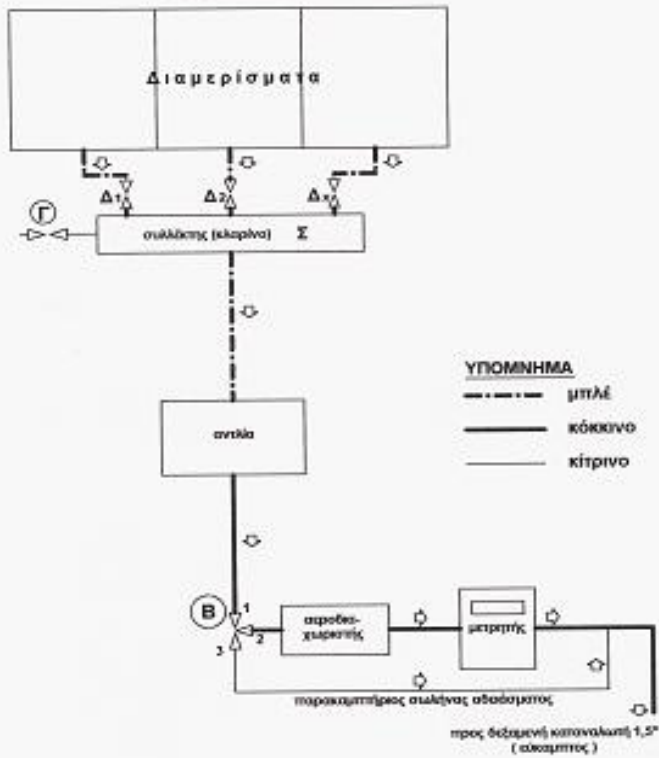 Διαμερίσματα
Δ1
Δ2
Δx
Γ
συλλέκτης (κλαρίνο) Σ
ΥΠΟΜΝΗΜΑ
μπλέ
κόκκινο
κίτρινο
αντλία
Β
1
2
3
αεροδια-
χωριστής
μετρητής
παρακαμπτήριος σωλήνας αδειάσματος
προς δεξαμενή καταναλωτή 1,5"
( εύκαμπτος )